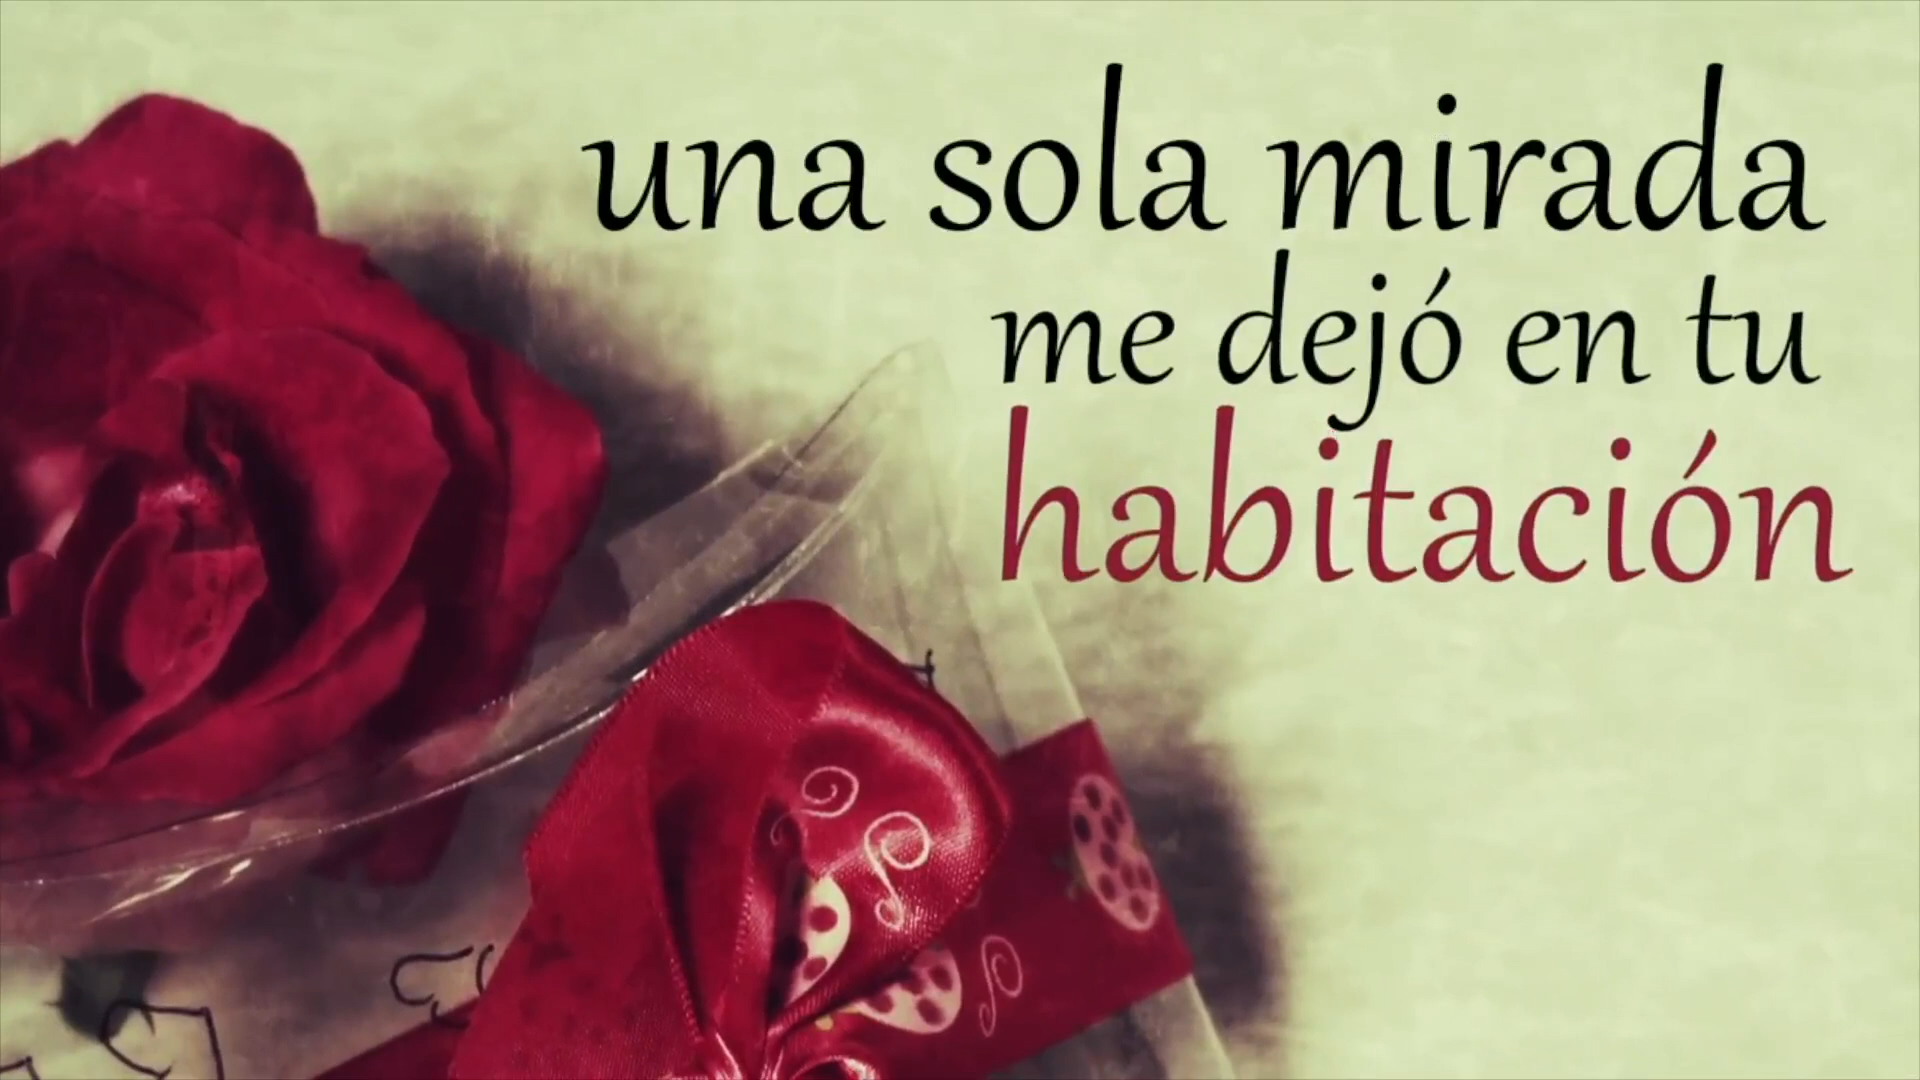 una sola mirada
me dejó en tu
habitación